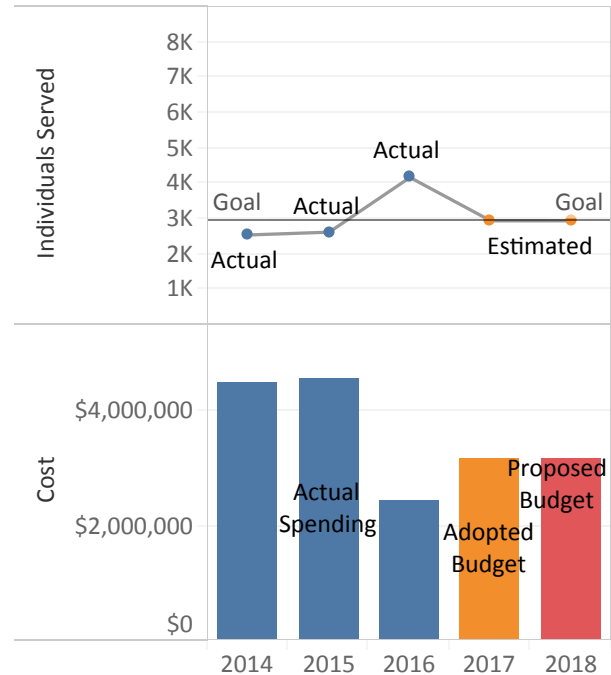 8K
7K
6K
5K
4K
3K
2K
1K
Individuals Served
Actual
Goal
Actual
Goal
Actual
Estimated
$4,000,000
$2,000,000
$0
Cost
Actual
Spending
Adopted
Budget
Proposed
Budget
2014 2015 2016 2017 2018